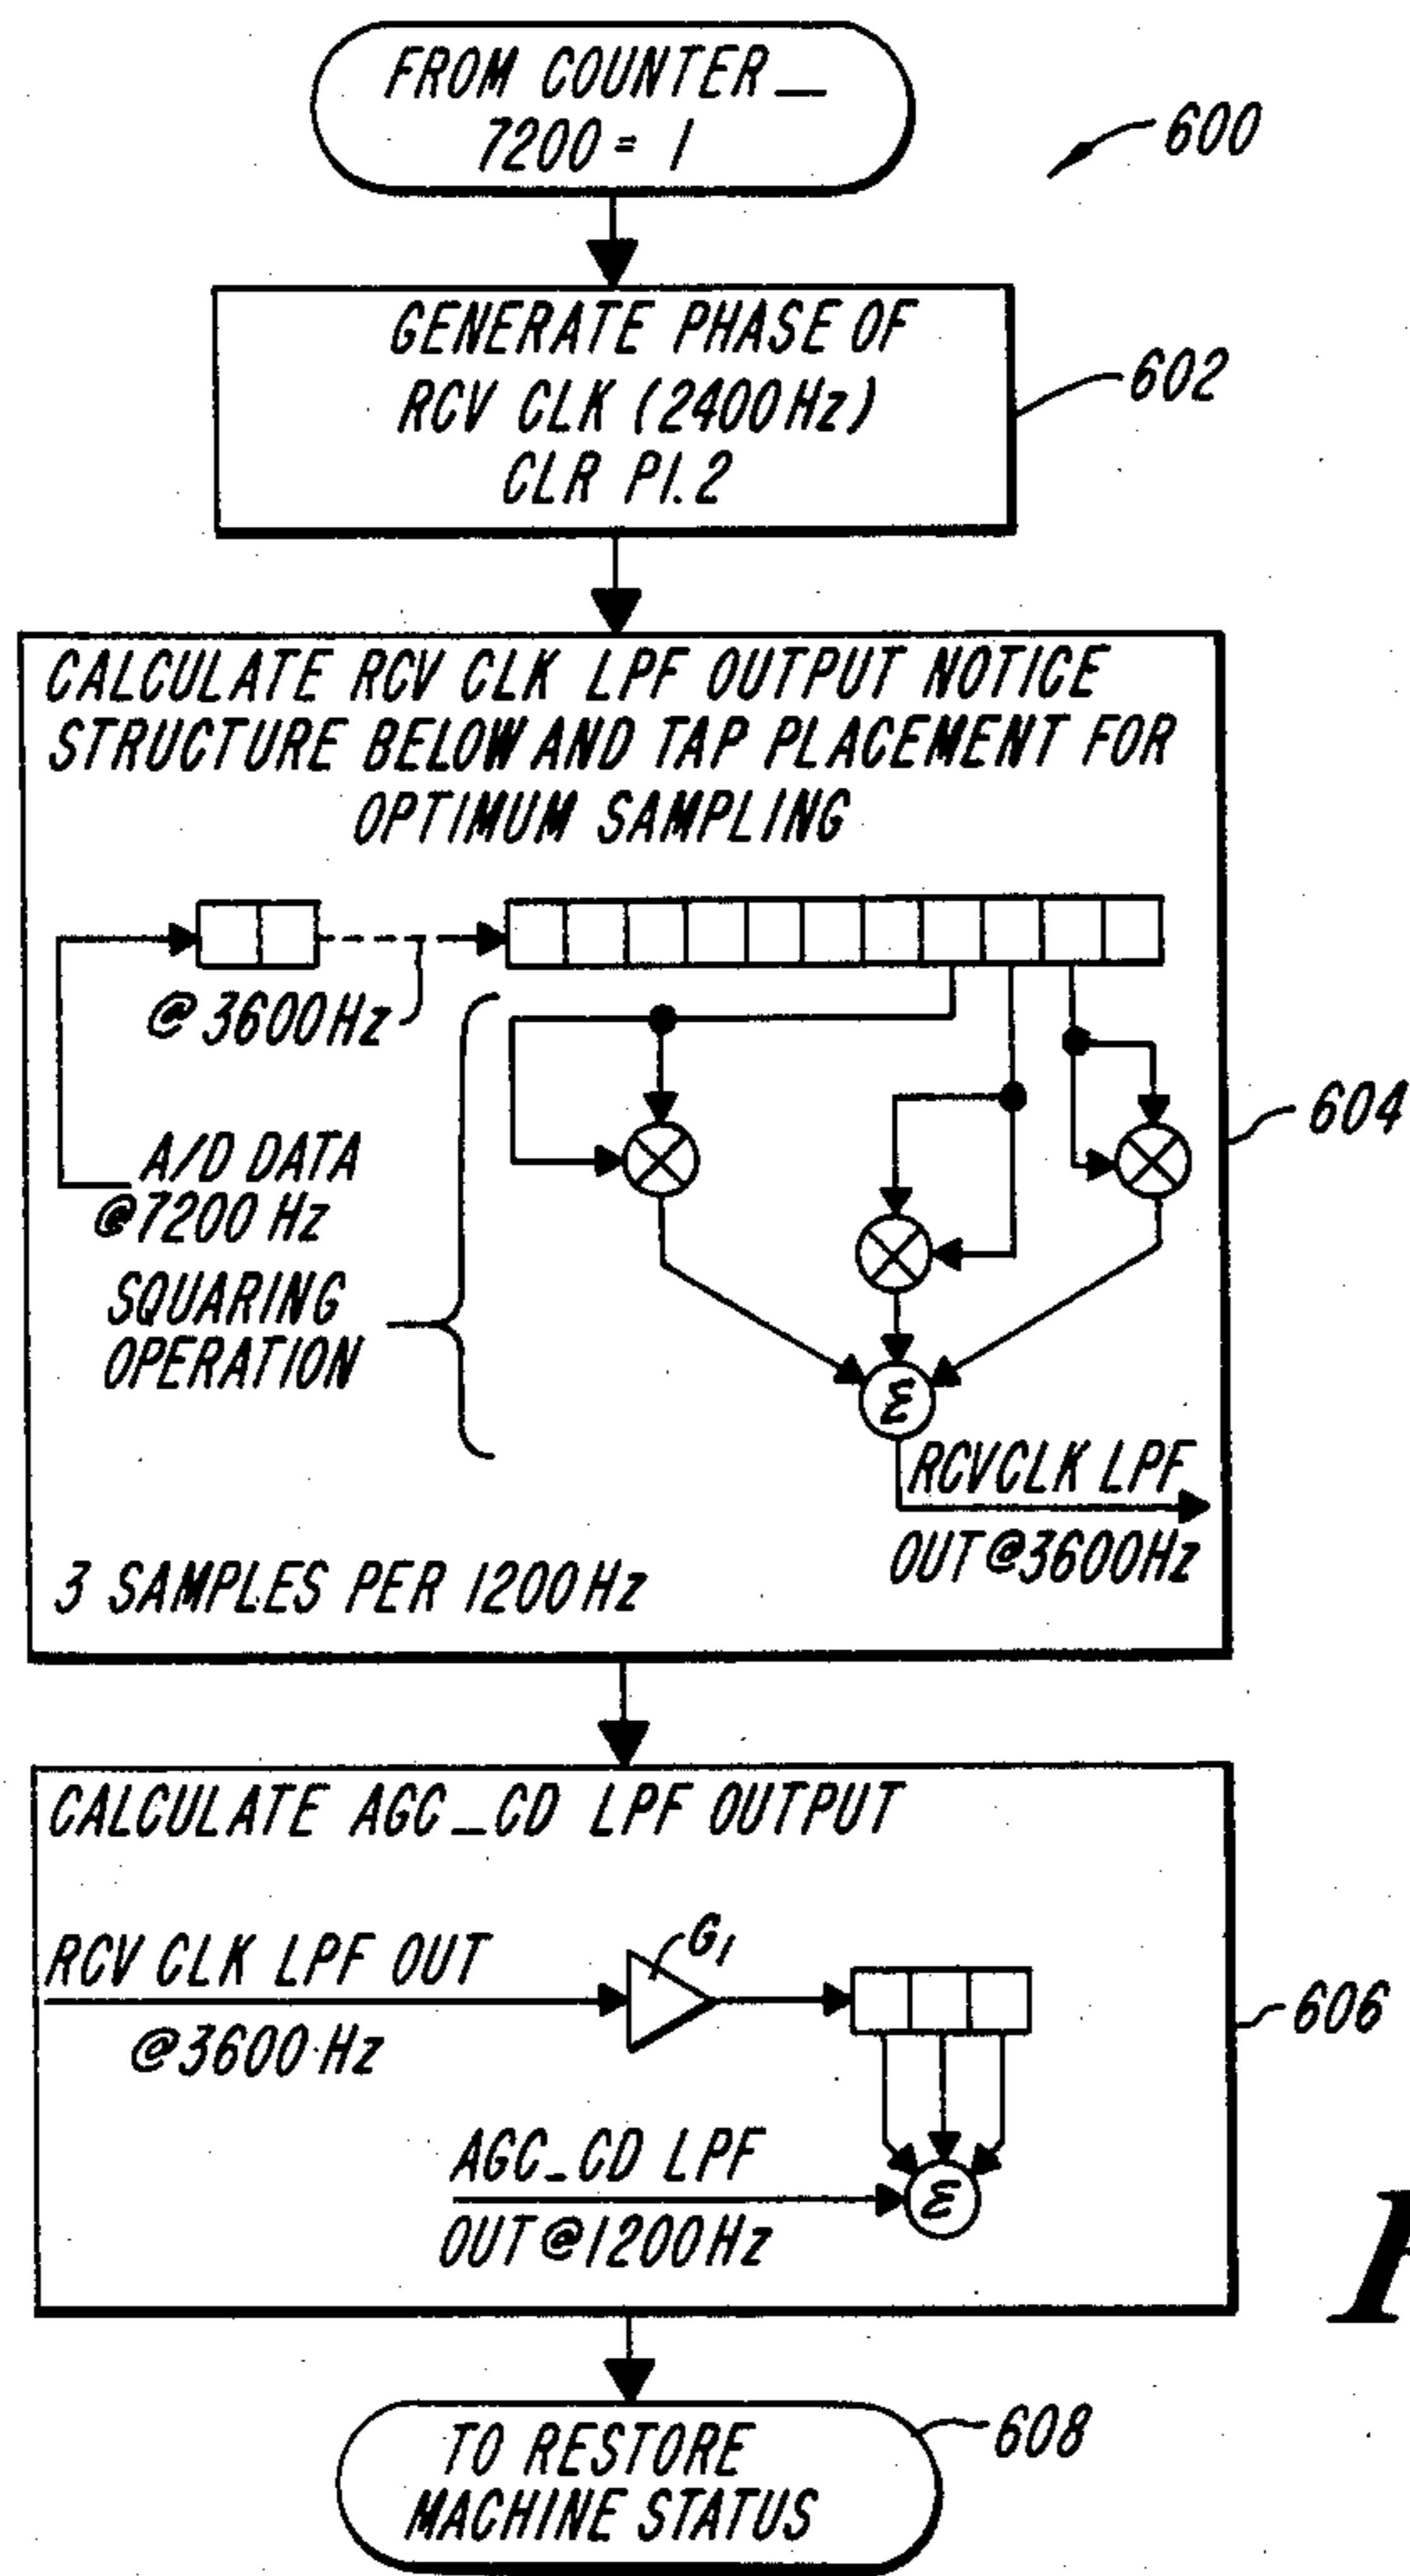 FROM COUNTER_
7200 = 1
600
GENERATE PHASE OF
RCV CLK (2400Hz)
CLR P1.2
602
CALCULATE RCV CLK LPF OUTPUT NOTICE
STRUCTURE BELOW AND TAP PLACEMENT FOR
OPTIMUM SAMPLING
@3600Hz
604
A/D DATA
@7200 Hz
SQUARING
OPERATION
Σ
RCVCLK LPF
OUT@3600Hz
3 SAMPLES PER 1200Hz
CALCULATE AGC_CD LPF OUTPUT
G1
RCV CLK LPF OUT
@3600 Hz
606
AGC_CD LPF
OUT@1200Hz
Σ
TO RESTORE
MACHINE STATUS
608